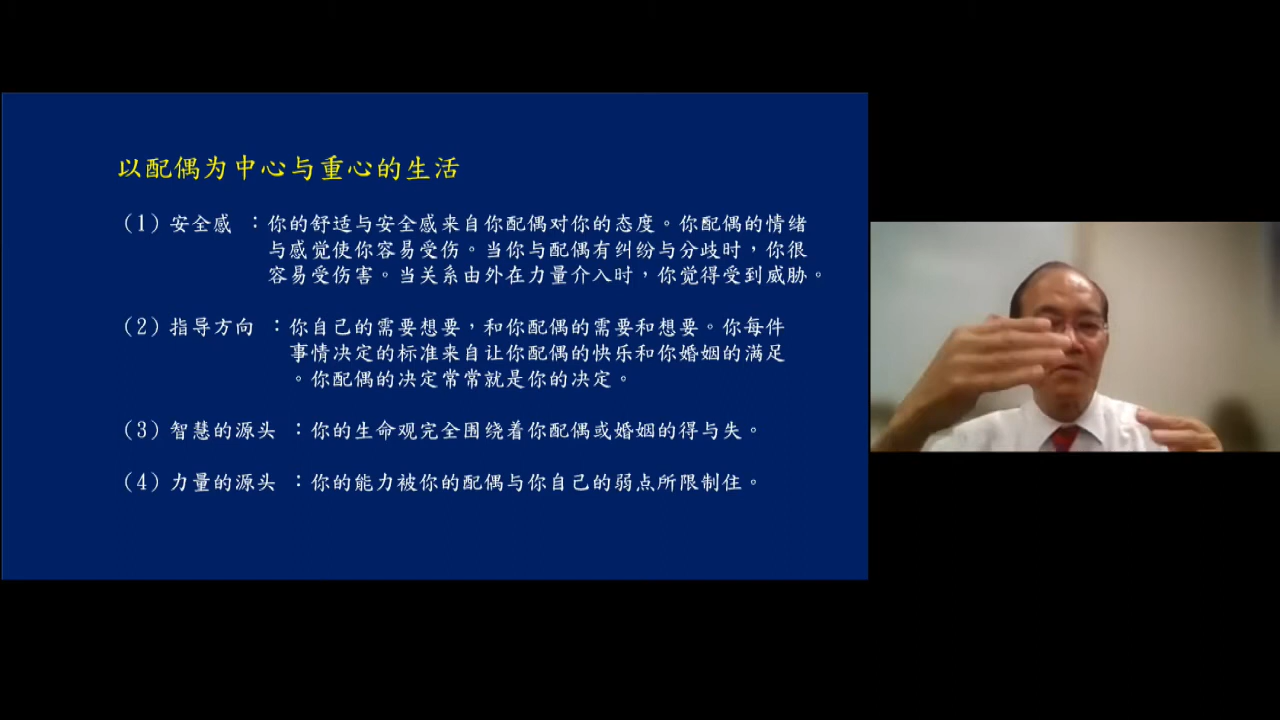 以配偶为中心与重心的生活
(1) 安全感 ：你的舒适与安全感来自你配偶对你的态度。你配偶的情绪
与感觉使你容易受伤。当你与配偶有纠纷与分歧时，你很
容易受伤害。当关系由外在力量介入时，你觉得受到威胁。
(2) 指导方向 ：你自己的需要想要，和你配偶的需要和想要。你每件
事情决定的标准来自让你配偶的快乐和你婚姻的满足
。你配偶的决定常常就是你的决定。
(3) 智慧的源头 ：你的生命观完全围绕着你配偶或婚姻的得与失。
(4) 力量的源头 ：你的能力被你的配偶与你自己的弱点所限制住。